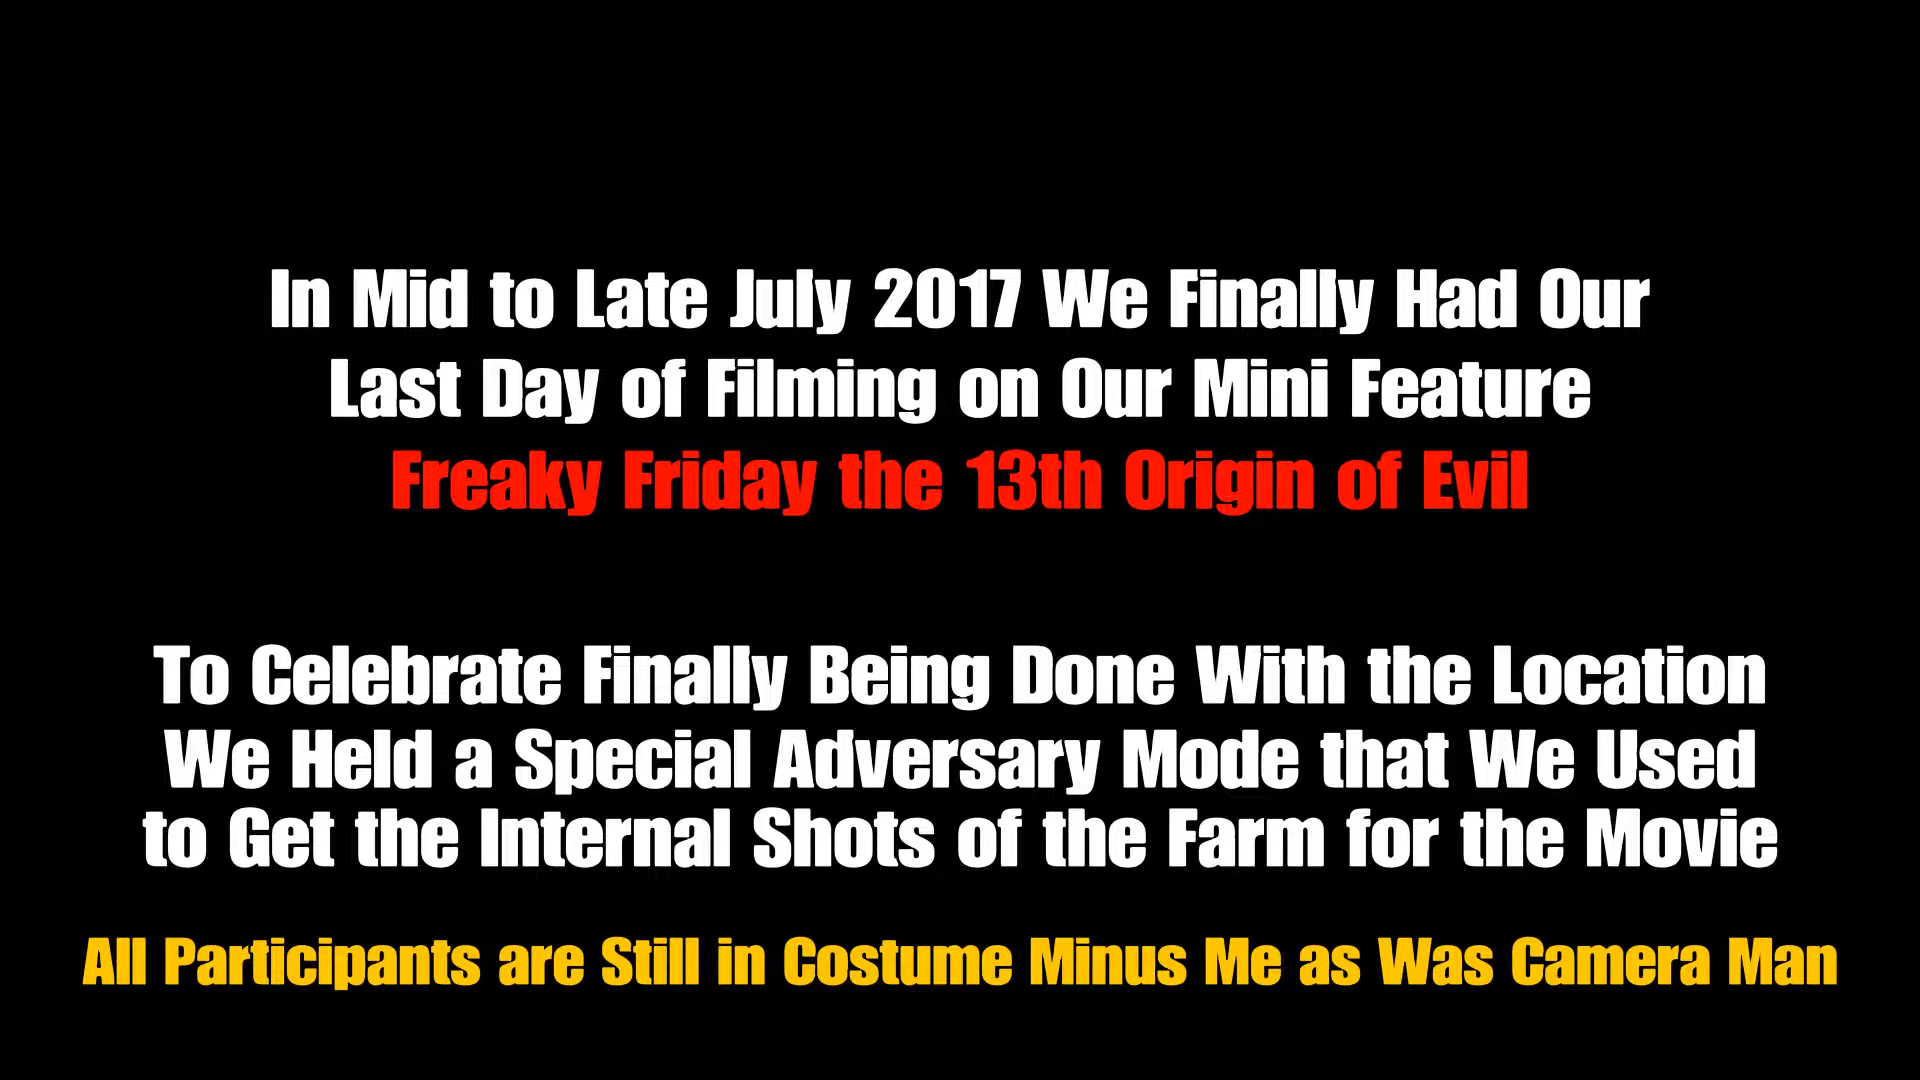 In Mid to Late July 2017 We Finally Had Our
Last Day of Filming on Our Mini Feature
Freaky Friday the 13th Origin of Evil
To Celebrate Finally Being Done With the Location
We Held a Special Adversary Mode that We Used
to Get the Internal Shots of the Farm for the Movie
All Participants are Still in Costume Minus Me as Was Camera Man